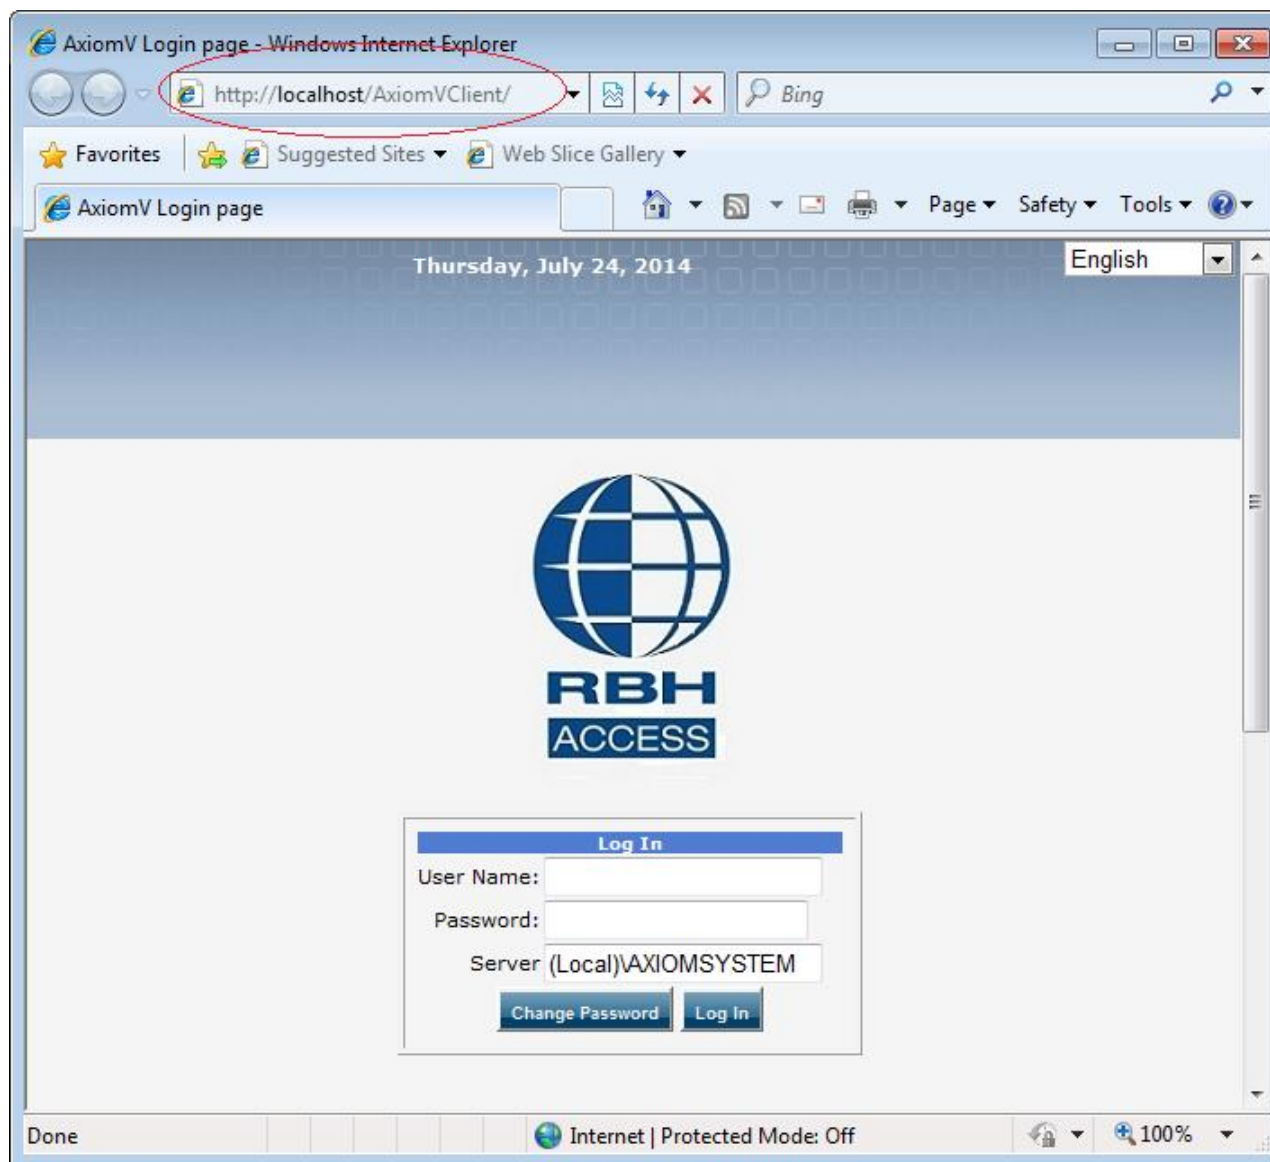 AxiomV Login page - Windows Internet Explorer
http://localhost/AxiomVClient/
Bing
Favorites
Suggested Sites
Web Slice Gallery
AxiomV Login page
Page
Safety
Tools
Thursday, July 24, 2014
English
RBH
ACCESS
Log In
User Name:
Password:
Server (Local)\AXIOMSYSTEM
Change Password
Log In
Done
Internet | Protected Mode: Off
100%